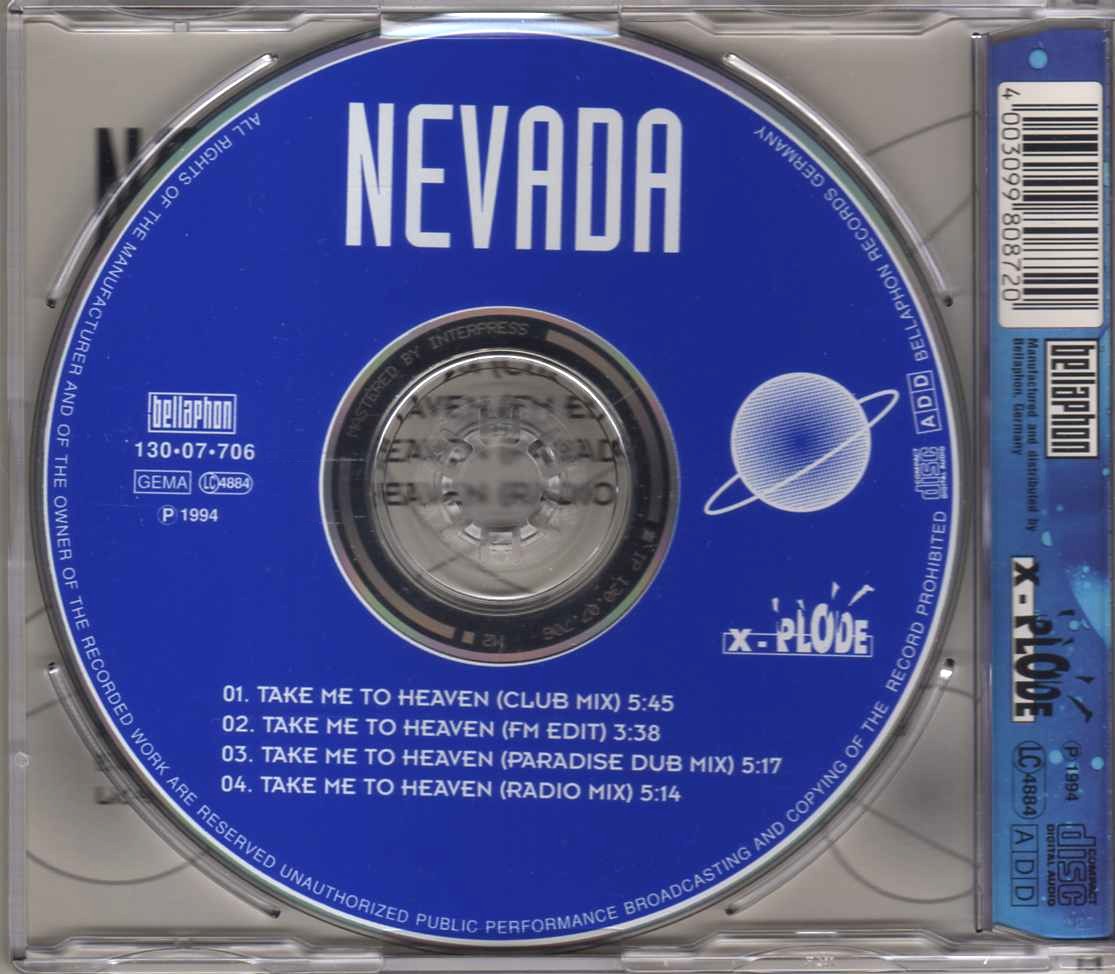 NEVADA
ALL RIGHTS OF THE MANUFACTURER AND OF THE OWNER OF THE RECORDED WORK ARE RESERVED UNAUTHORIZED PUBLIC PERFORMANCE BROADCASTING AND COPYING OF THE RECORD PROHIBITED
ADD BELLAPHON RECORDS GERMANY
COMPACT
disc
DIGITAL AUDIO
MASTERED BY INTERPRESS
bellaphon
130•07•706
GEMA LC 4884
P 1994
X-PLODE
01. TAKE ME TO HEAVEN (CLUB MIX) 5:45
02. TAKE ME TO HEAVEN (FM EDIT) 3:38
03. TAKE ME TO HEAVEN (PARADISE DUB MIX) 5:17
04. TAKE ME TO HEAVEN (RADIO MIX) 5:14
4 003099 808720
bellaphon
Manufactured and distributed by
Bellaphon, Germany
X-PLODE
P 1994
LC 4884
ADD
COMPACT
disc
DIGITAL AUDIO